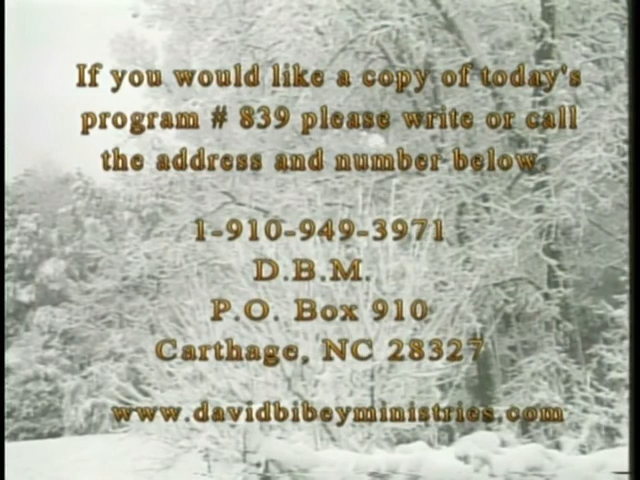 If you would like a copy of today's
program # 839 please write or call
the address and number below
1-910-949-3971
D.B.M.
P.O. Box 910
Carthage, NC 28327
www.davidbibeyministries.com